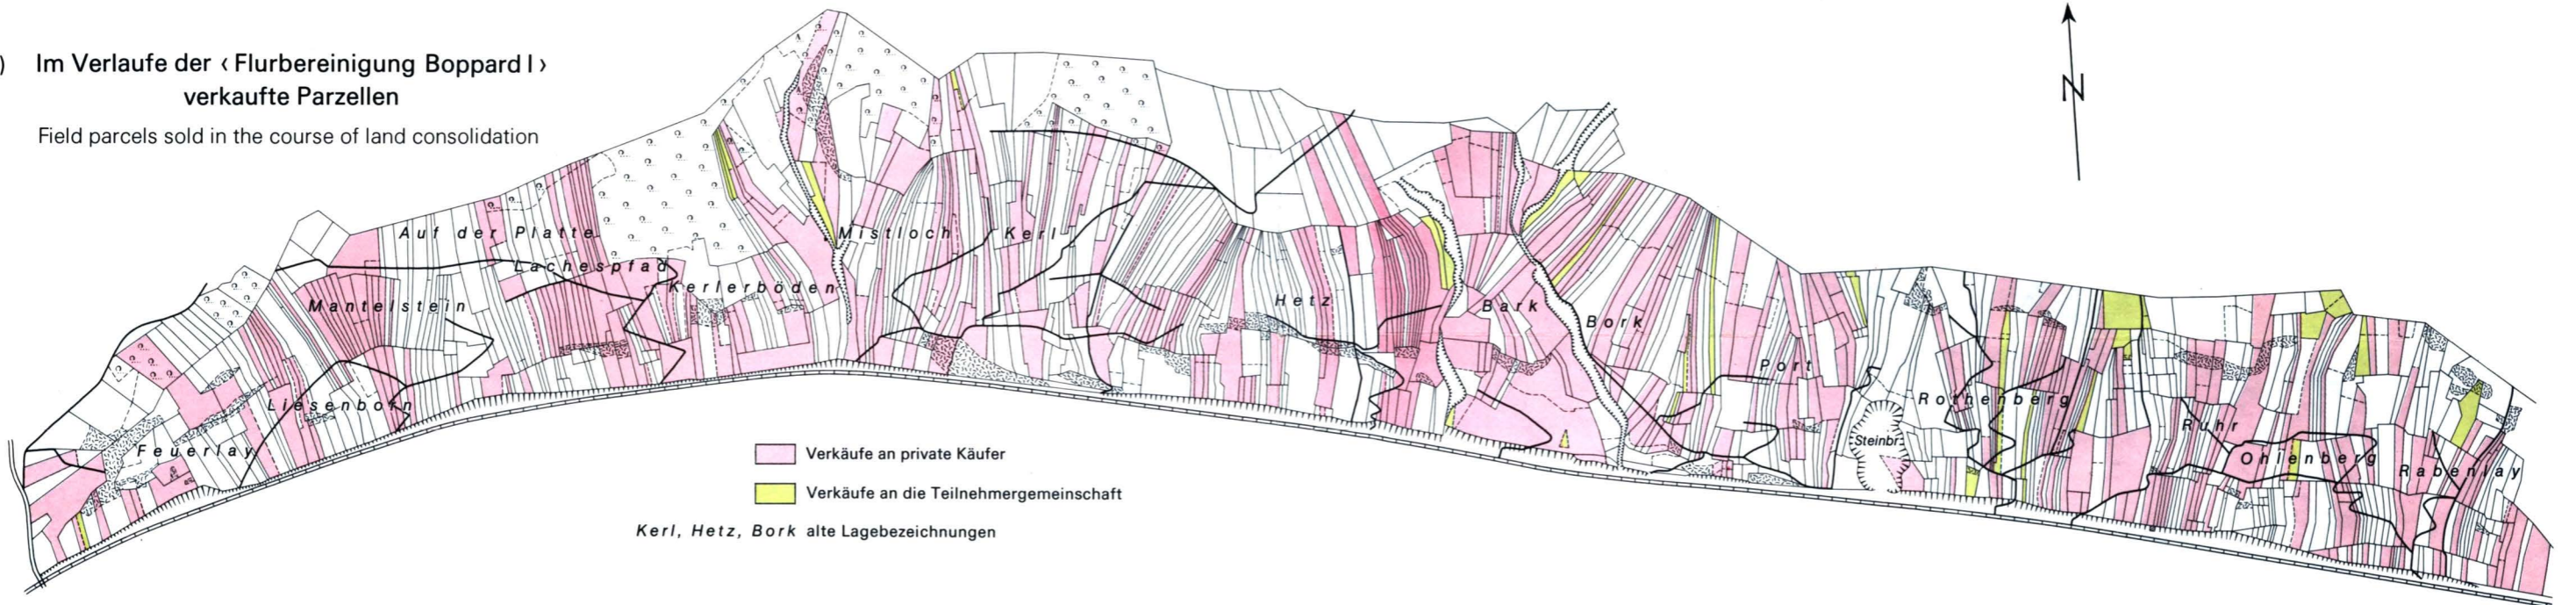 ) Im Verlaufe der ‹ Flurbereinigung Boppard I ›
verkaufte Parzellen
Field parcels sold in the course of land consolidation
N
Auf der Platte
Lachespfad
Mantelstein
Kerlerböden
Mistloch
Kerl
Liesenborn
Feuerlay
Hetz
Bark
Bork
Port
Rothenberg
Steinbr.
Ruhr
Ohlenberg
Rabenlay
Verkäufe an private Käufer
Verkäufe an die Teilnehmergemeinschaft
Kerl, Hetz, Bork alte Lagebezeichnungen